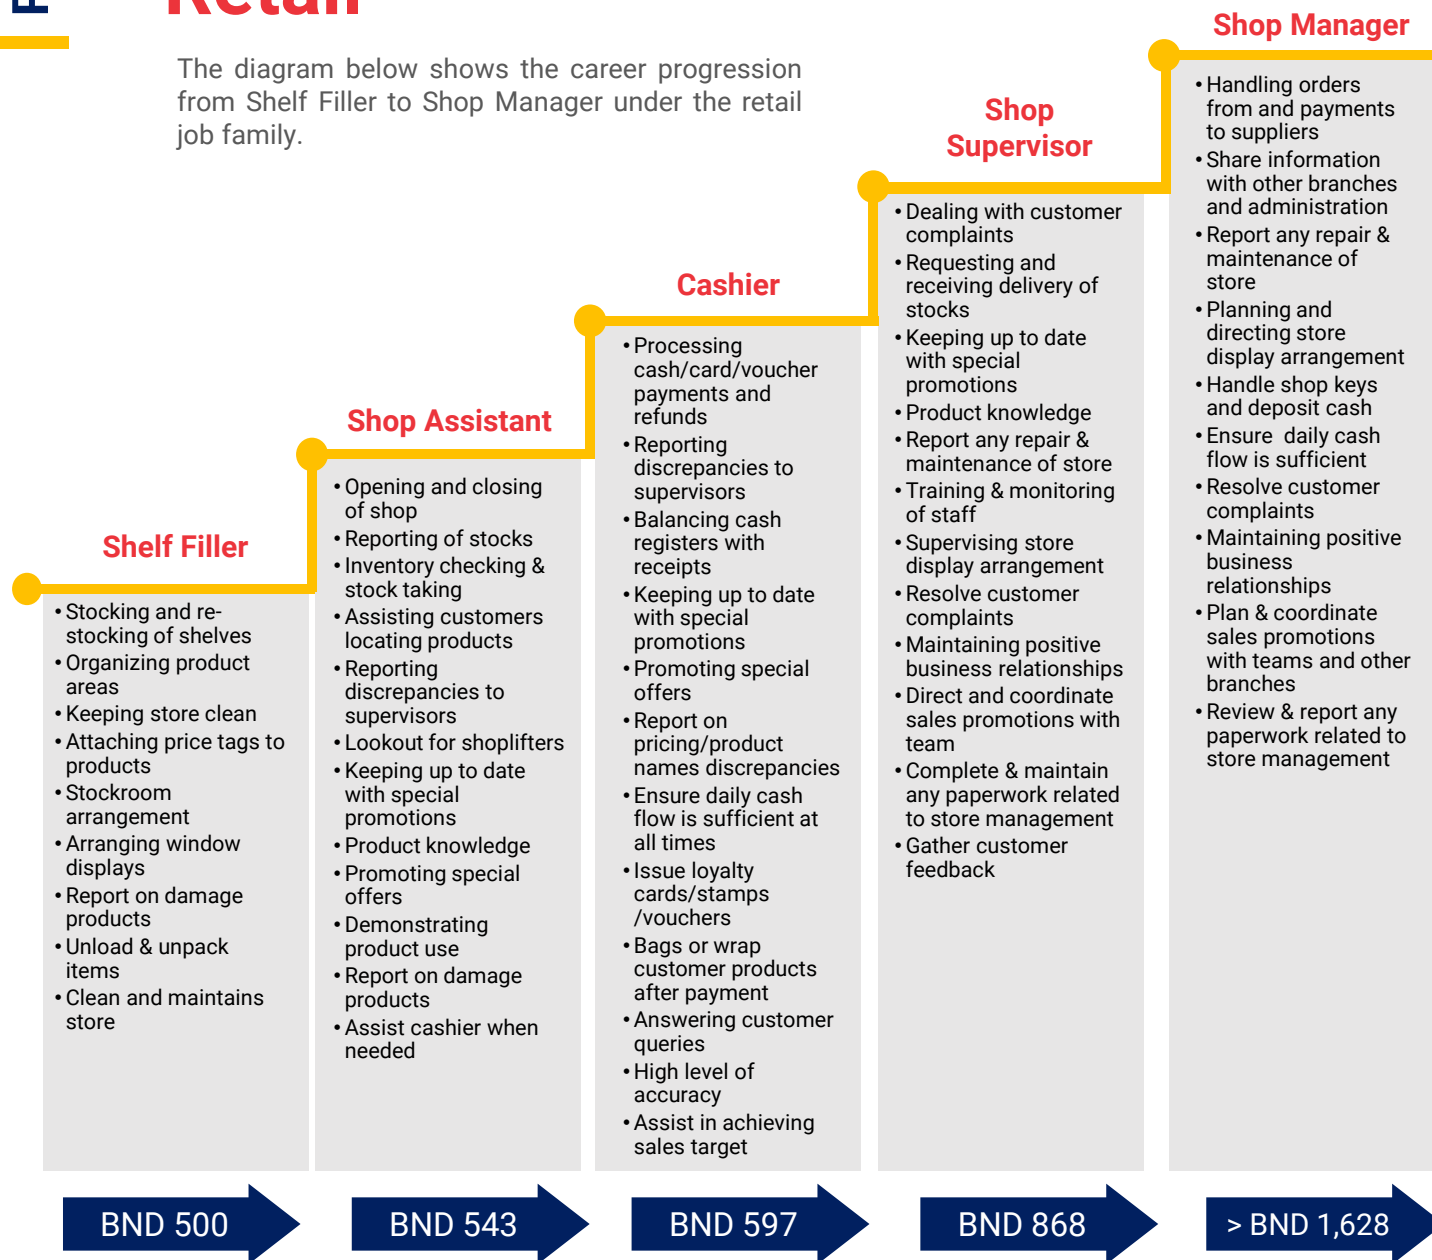 Retail
The diagram below shows the career progression
from Shelf Filler to Shop Manager under the retail
job family.
Shelf Filler
• Stocking and re-
stocking of shelves
• Organizing product
areas
• Keeping store clean
• Attaching price tags to
products
• Stockroom
arrangement
• Arranging window
displays
• Report on damage
products
• Unload & unpack
items
• Clean and maintains
store
BND 500
Shop Assistant
• Opening and closing
of shop
• Reporting of stocks
• Inventory checking &
stock taking
• Assisting customers
locating products
• Reporting
discrepancies to
supervisors
• Lookout for shoplifters
• Keeping up to date
with special
promotions
• Product knowledge
• Promoting special
offers
• Demonstrating
product use
• Report on damage
products
• Assist cashier when
needed
BND 543
Cashier
• Processing
cash/card/voucher
payments and
refunds
• Reporting
discrepancies to
supervisors
• Balancing cash
registers with
receipts
• Keeping up to date
with special
promotions
• Promoting special
offers
• Report on
pricing/product
names discrepancies
• Ensure daily cash
flow is sufficient at
all times
• Issue loyalty
cards/stamps
/vouchers
• Bags or wrap
customer products
after payment
• Answering customer
queries
• High level of
accuracy
• Assist in achieving
sales target
BND 597
Shop
Supervisor
• Dealing with customer
complaints
• Requesting and
receiving delivery of
stocks
• Keeping up to date
with special
promotions
• Product knowledge
• Report any repair &
maintenance of store
• Training & monitoring
of staff
• Supervising store
display arrangement
• Resolve customer
complaints
• Maintaining positive
business relationships
• Direct and coordinate
sales promotions with
team
• Complete & maintain
any paperwork related
to store management
• Gather customer
feedback
BND 868
Shop Manager
• Handling orders
from and payments
to suppliers
• Share information
with other branches
and administration
• Report any repair &
maintenance of
store
• Planning and
directing store
display arrangement
• Handle shop keys
and deposit cash
• Ensure  daily cash
flow is sufficient
• Resolve customer
complaints
• Maintaining positive
business
relationships
• Plan & coordinate
sales promotions
with teams and other
branches
• Review & report any
paperwork related to
store management
> BND 1,628